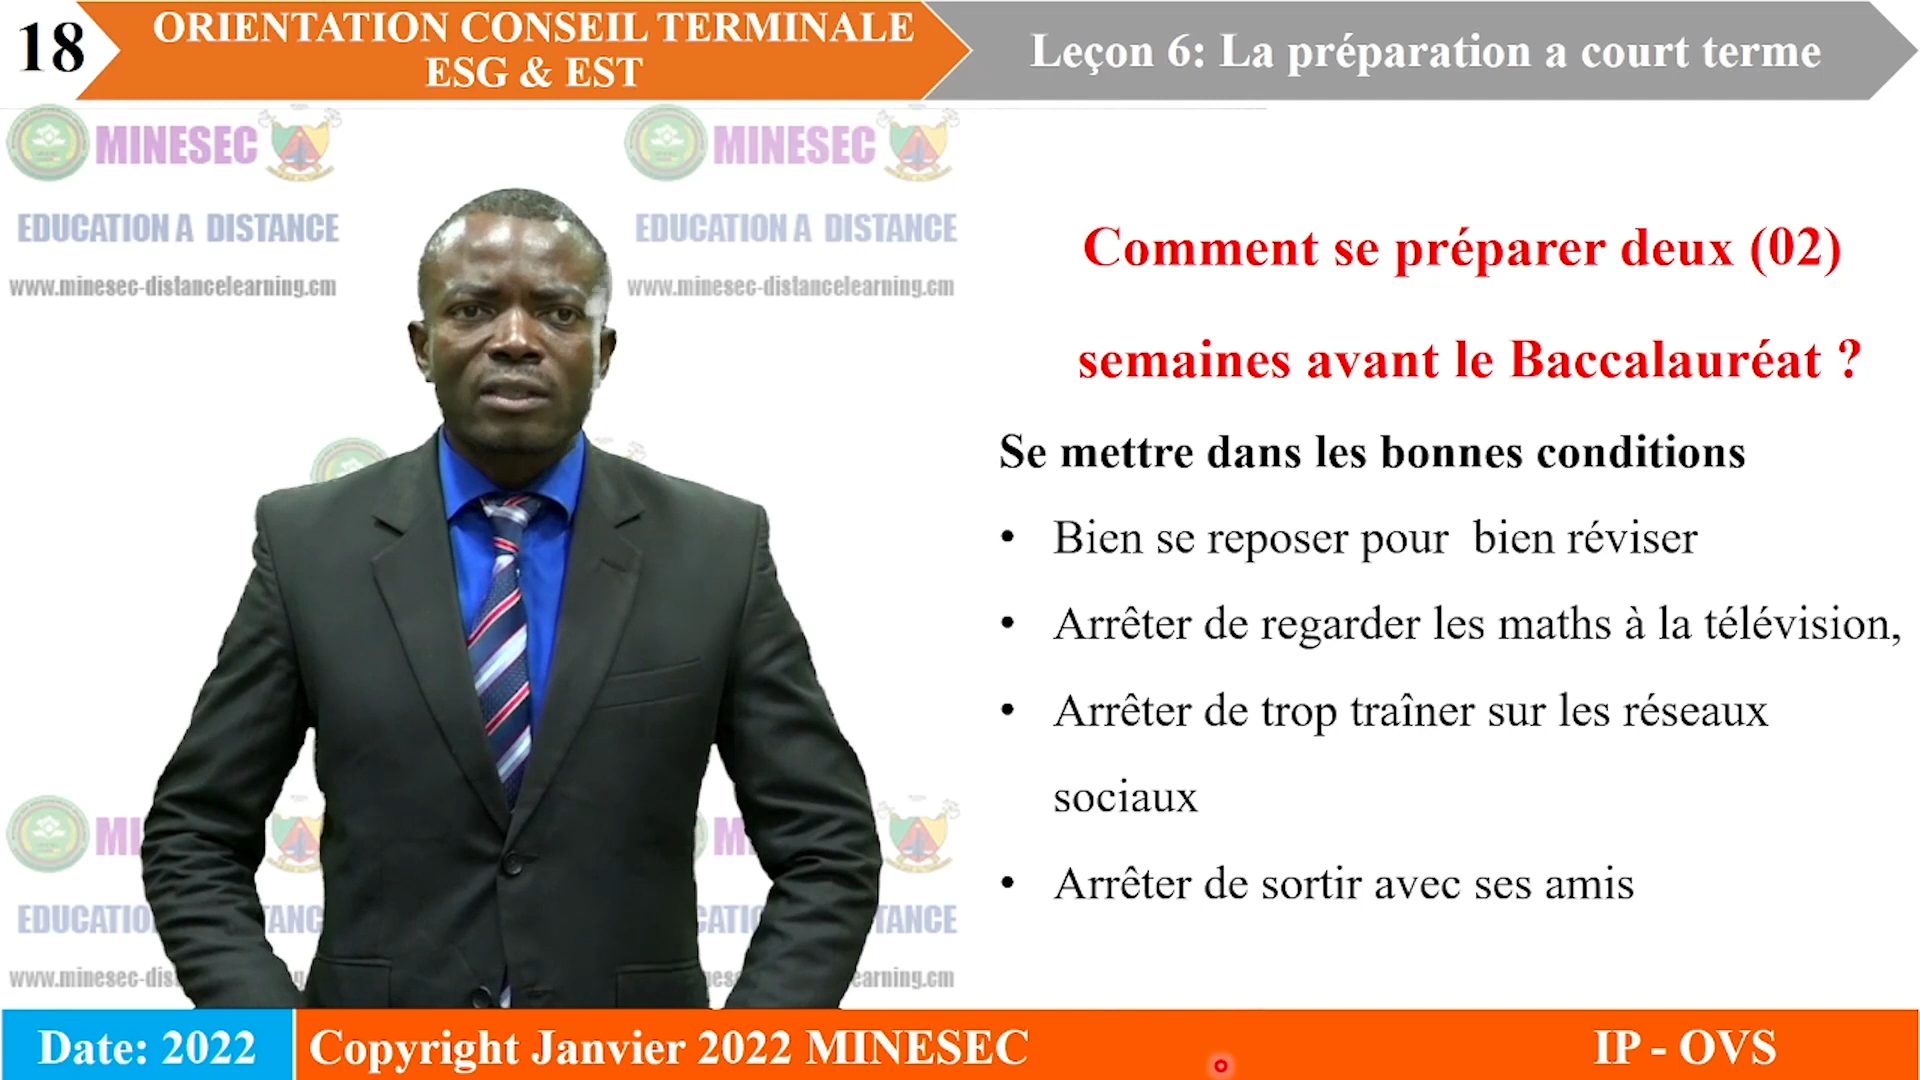 18
ORIENTATION CONSEIL TERMINALE
ESG & EST
Leçon 6: La préparation a court terme
MINESEC
EDUCATION A DISTANCE
www.minesec-distancelearning.cm
MINESEC
EDUCATION A DISTANCE
www.minesec-distancelearning.cm
Comment se préparer deux (02)
semaines avant le Baccalauréat ?
Se mettre dans les bonnes conditions
• Bien se reposer pour bien réviser
• Arrêter de regarder les maths à la télévision,
• Arrêter de trop traîner sur les réseaux
sociaux
• Arrêter de sortir avec ses amis
Date: 2022
Copyright Janvier 2022 MINESEC
IP - OVS